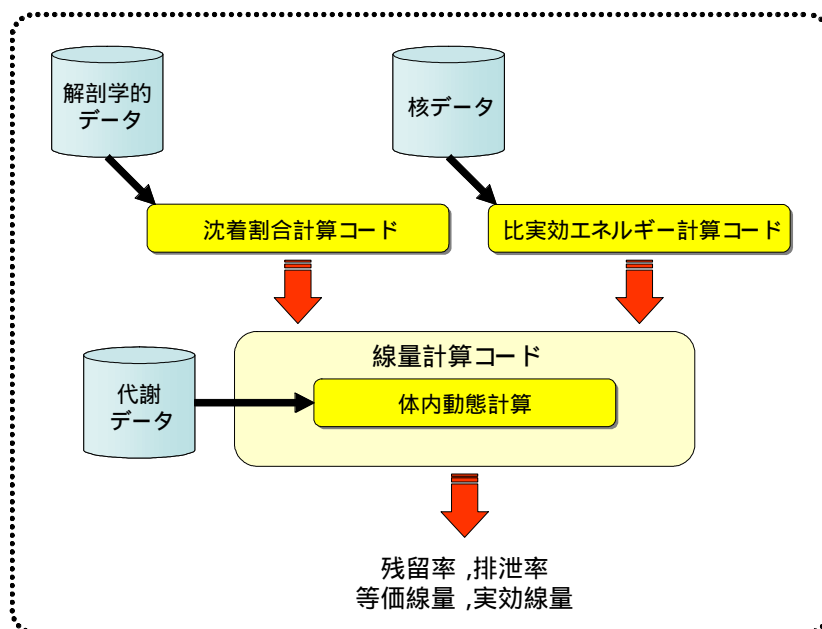 解剖学的
データ
核データ
沈着割合計算コード
比実効エネルギー計算コード
線量計算コード
代謝
データ
体内動態計算
残留率 ,排泄率
等価線量 ,実効線量